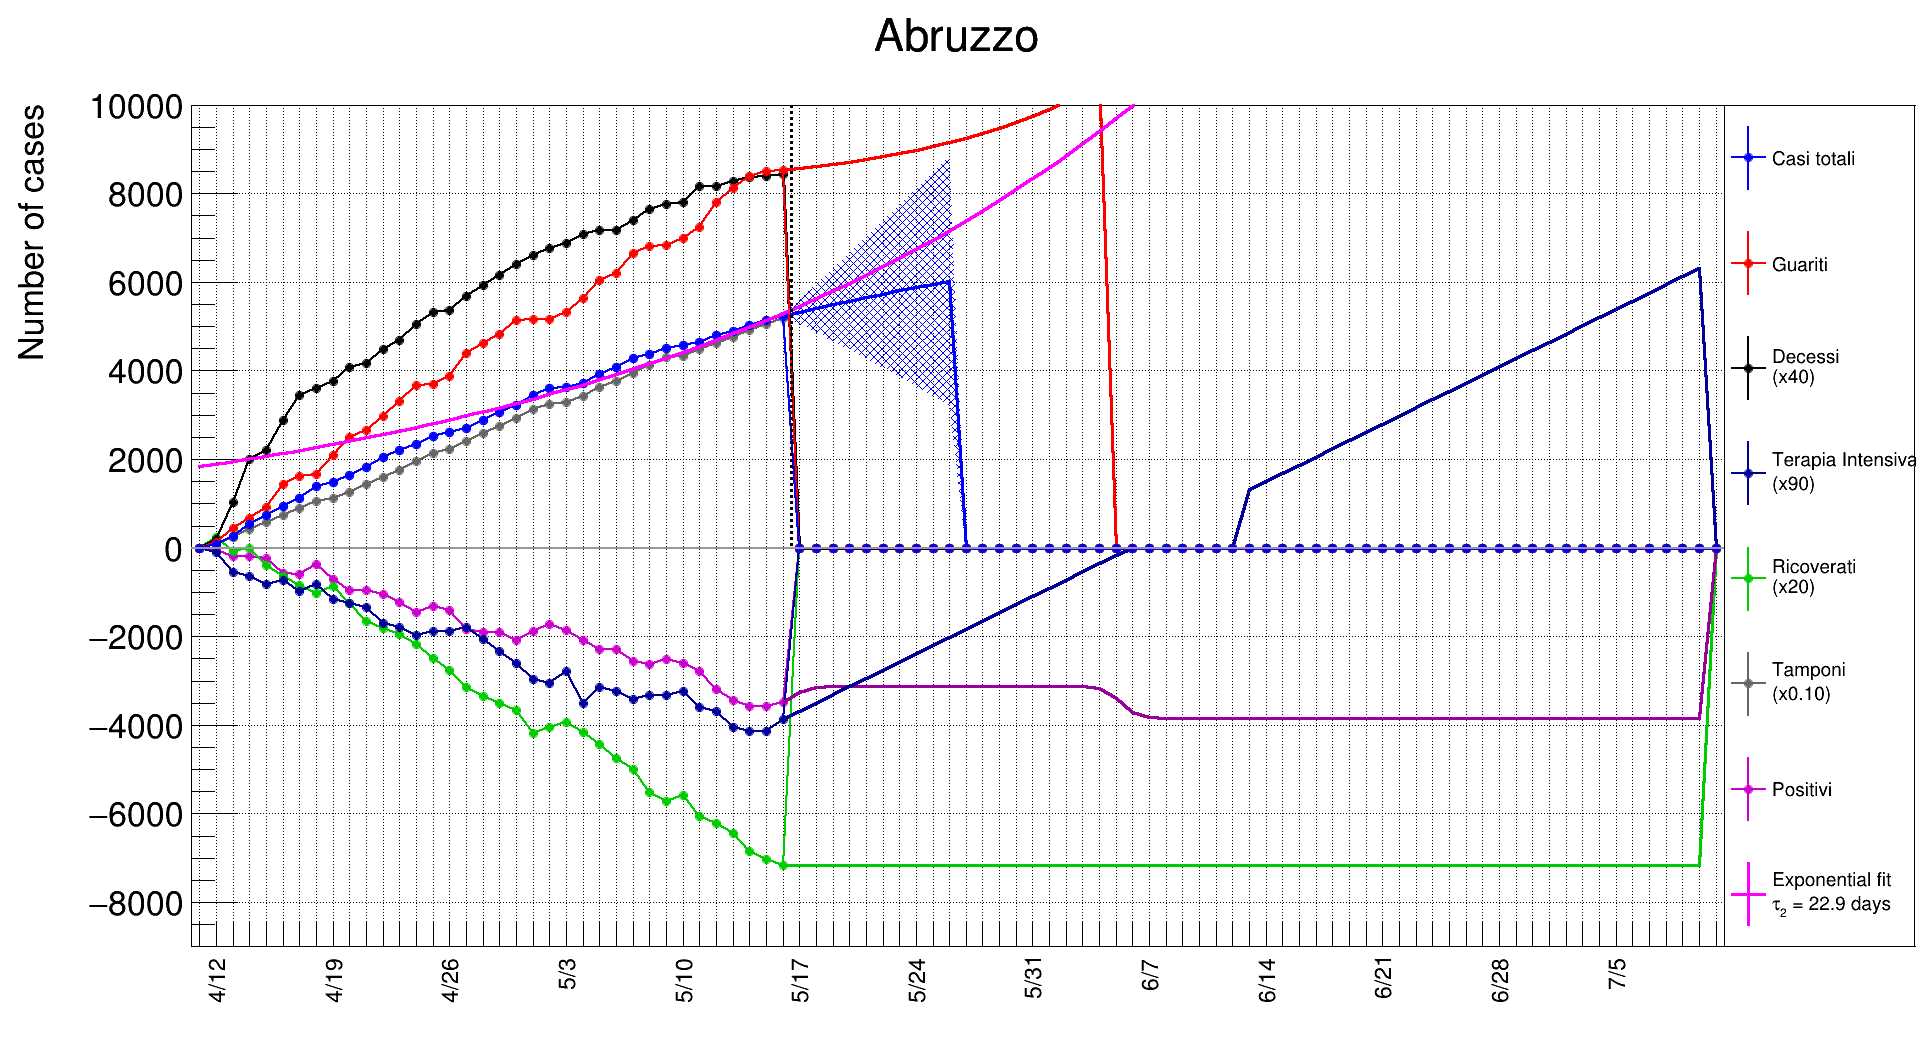 Abruzzo
Number of cases
10000
8000
6000
4000
2000
0
−2000
−4000
−6000
−8000
4/12
4/19
4/26
5/3
5/10
5/17
5/24
5/31
6/7
6/14
6/21
6/28
7/5
Casi totali
Guariti
Decessi
(x40)
Terapia Intensiva
(x90)
Ricoverati
(x20)
Tamponi
(x0.10)
Positivi
Exponential fit
τ2 = 22.9 days